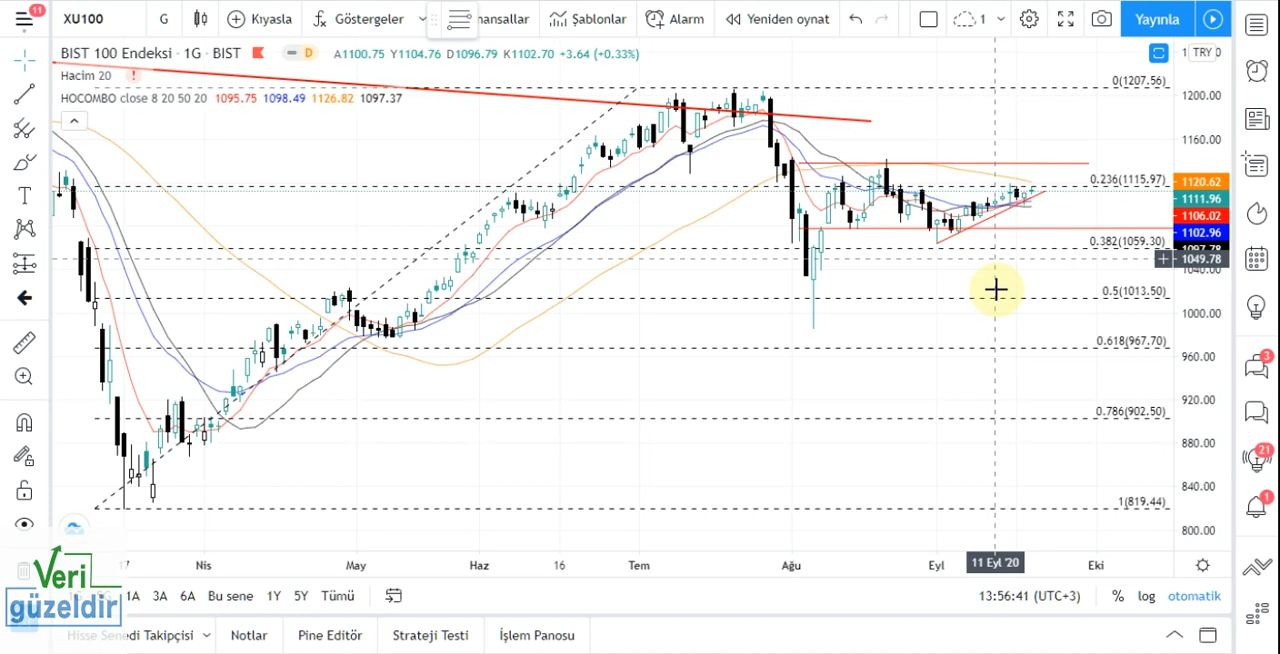 11
XU100
G
Kıyasla
Göstergeler
nansallar
Şablonlar
Alarm
Yeniden oynat
1
Yayınla
BIST 100 Endeksi · 1G · BIST
D
A1100.75 Y1104.76 D1096.79 K1102.70 +3.64 (+0.33%)
TRY
Hacim 20
!
HOCOMBO close 8 20 50 20 1095.75 1098.49 1126.82 1097.37
0(1207.56)
1200.00
1160.00
0.236(1115.97)
1120.62
1111.96
1106.02
1102.96
1097.78
0.382(1059.30)
1049.78
1040.00
0.5(1013.50)
1000.00
0.618(967.70)
960.00
920.00
0.786(902.50)
880.00
840.00
1(819.44)
800.00
17
Nis
May
Haz
16
Tem
Ağu
Eyl
11 Eyl '20
Eki
3
21
1
Veri
güzeldir
1A
3A
6A
Bu sene
1Y
5Y
Tümü
13:56:41 (UTC+3)
%
log
otomatik
Hisse Senedi Takipçisi
Notlar
Pine Editör
Strateji Testi
İşlem Panosu